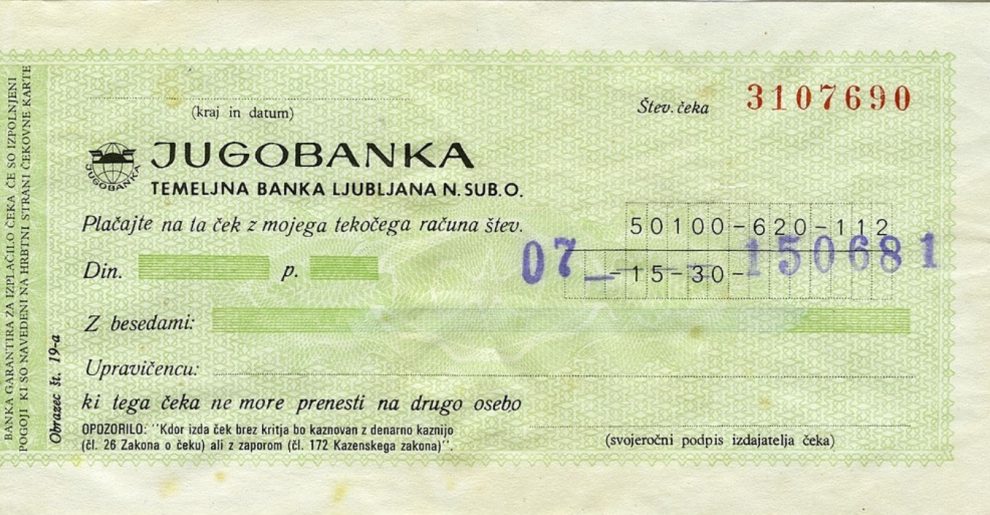 BANKA GARANTIRA ZA IZPLAČILO ČEKA ČE SO IZPOLNJENI
POGOJI KI SO NAVEDENI NA HRBTNI STRANI ČEKOVNE KARTE
Obrazec št. 19-a
(kraj in datum)
Štev. čeka 3107690
JUGOBANKA
JUGOBANKA
TEMELJNA BANKA LJUBLJANA N. SUB. O.
Plačajte na ta ček z mojega tekočega računa štev.
50100-620-112
Din. p.
07 - 150681
-15-30-
Z besedami:
Upravičencu:
ki tega čeka ne more prenesti na drugo osebo
OPOZORILO: "Kdor izda ček brez kritja bo kaznovan z denarno kaznijo
(čl. 26 Zakona o čeku) ali z zaporom (čl. 172 Kazenskega zakona)".
(svojeročni podpis izdajatelja čeka)